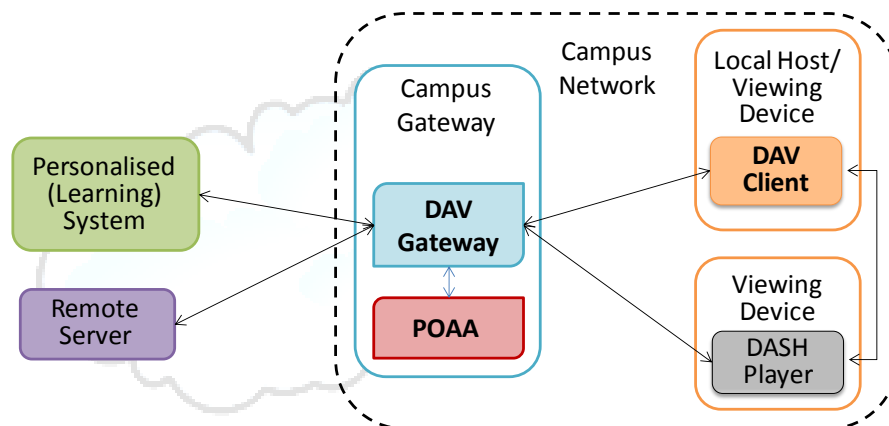 Campus
Network
Campus
Gateway
Local Host/
Viewing
Device
DAV
Client
Personalised
(Learning)
System
DAV
Gateway
Remote
Server
POAA
Viewing
Device
DASH
Player